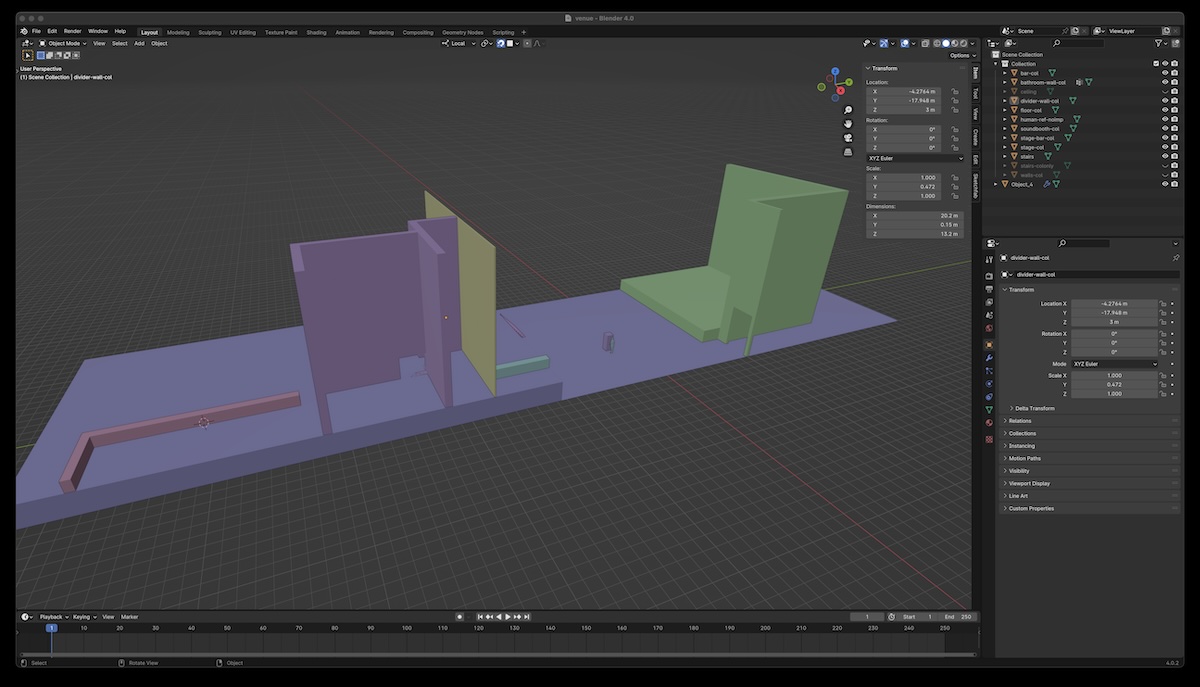 venue - Blender 4.0
File Edit Render Window Help Layout Modeling Sculpting UV Editing Texture Paint Shading Animation Rendering Compositing Geometry Nodes Scripting + Scene ViewLayer
Object Mode View Select Add Object Local
Options
User Perspective
(1) Scene Collection | divider-wall-col
Transform
Location:
X -4.2764 m
Y -17.948 m
Z 3 m
Rotation:
X 0°
Y 0°
Z 0°
XYZ Euler
Scale:
X 1.000
Y 0.472
Z 1.000
Dimensions:
X 20.2 m
Y 0.15 m
Z 13.2 m
Item
Tool
View
Create
Edit
Sketchfab
Scene Collection
Collection
bar-col
bathroom-wall-col
ceiling
divider-wall-col
floor-col
human-ref-noimp
soundbooth-col
stage-bar-col
stage-col
stairs
stairs-colonly
walls-col
Object_4
divider-wall-col
divider-wall-col
Transform
Location X -4.2764 m
Y -17.948 m
Z 3 m
Rotation X 0°
Y 0°
Z 0°
Mode XYZ Euler
Scale X 1.000
Y 0.472
Z 1.000
Delta Transform
Relations
Collections
Instancing
Motion Paths
Visibility
Viewport Display
Line Art
Custom Properties
Playback Keying View Marker 1 Start 1 End 250
1 10 20 30 40 50 60 70 80 90 100 110 120 130 140 150 160 170 180 190 200 210 220 230 240 250
Select Rotate View Object 4.0.2